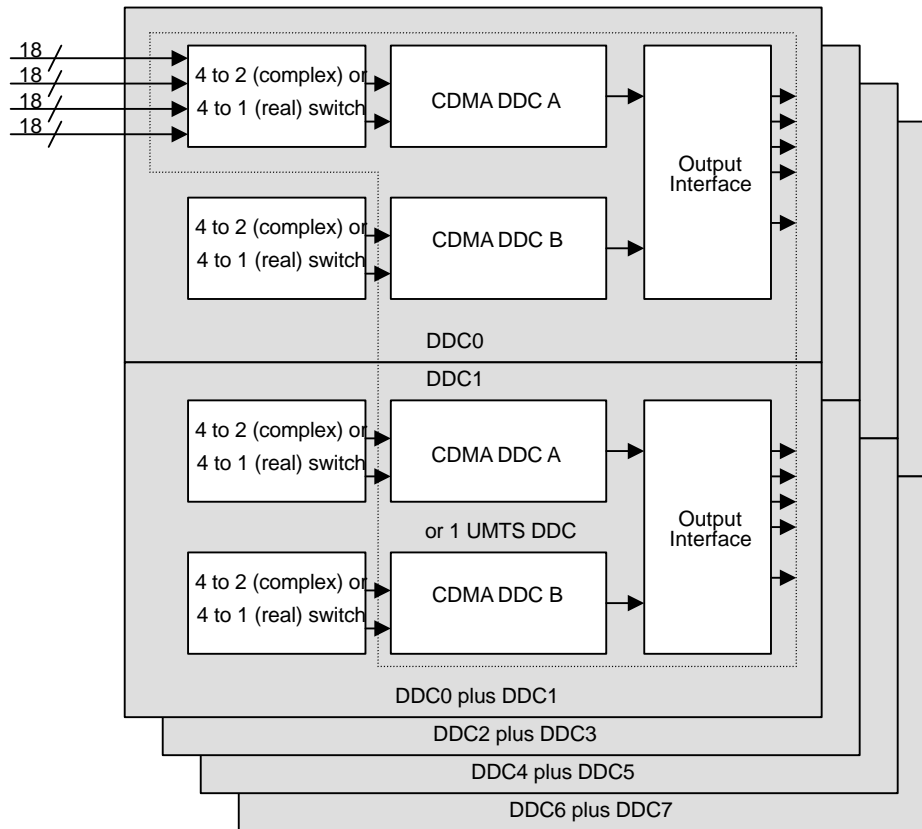 18
18
18
18
4 to 2 (complex) or
4 to 1 (real) switch
CDMA DDC A
Output
Interface
4 to 2 (complex) or
4 to 1 (real) switch
CDMA DDC B
DDC0
DDC1
4 to 2 (complex) or
4 to 1 (real) switch
CDMA DDC A
or 1 UMTS DDC
Output
Interface
4 to 2 (complex) or
4 to 1 (real) switch
CDMA DDC B
DDC0 plus DDC1
DDC2 plus DDC3
DDC4 plus DDC5
DDC6 plus DDC7